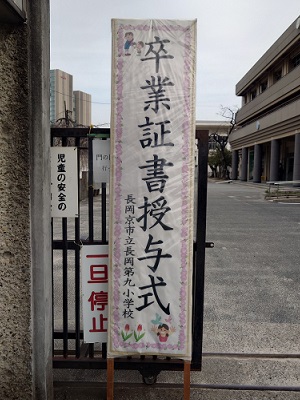 卒業証書授与式
長岡京市立長岡第九小学校
児童の安全の
一旦停止